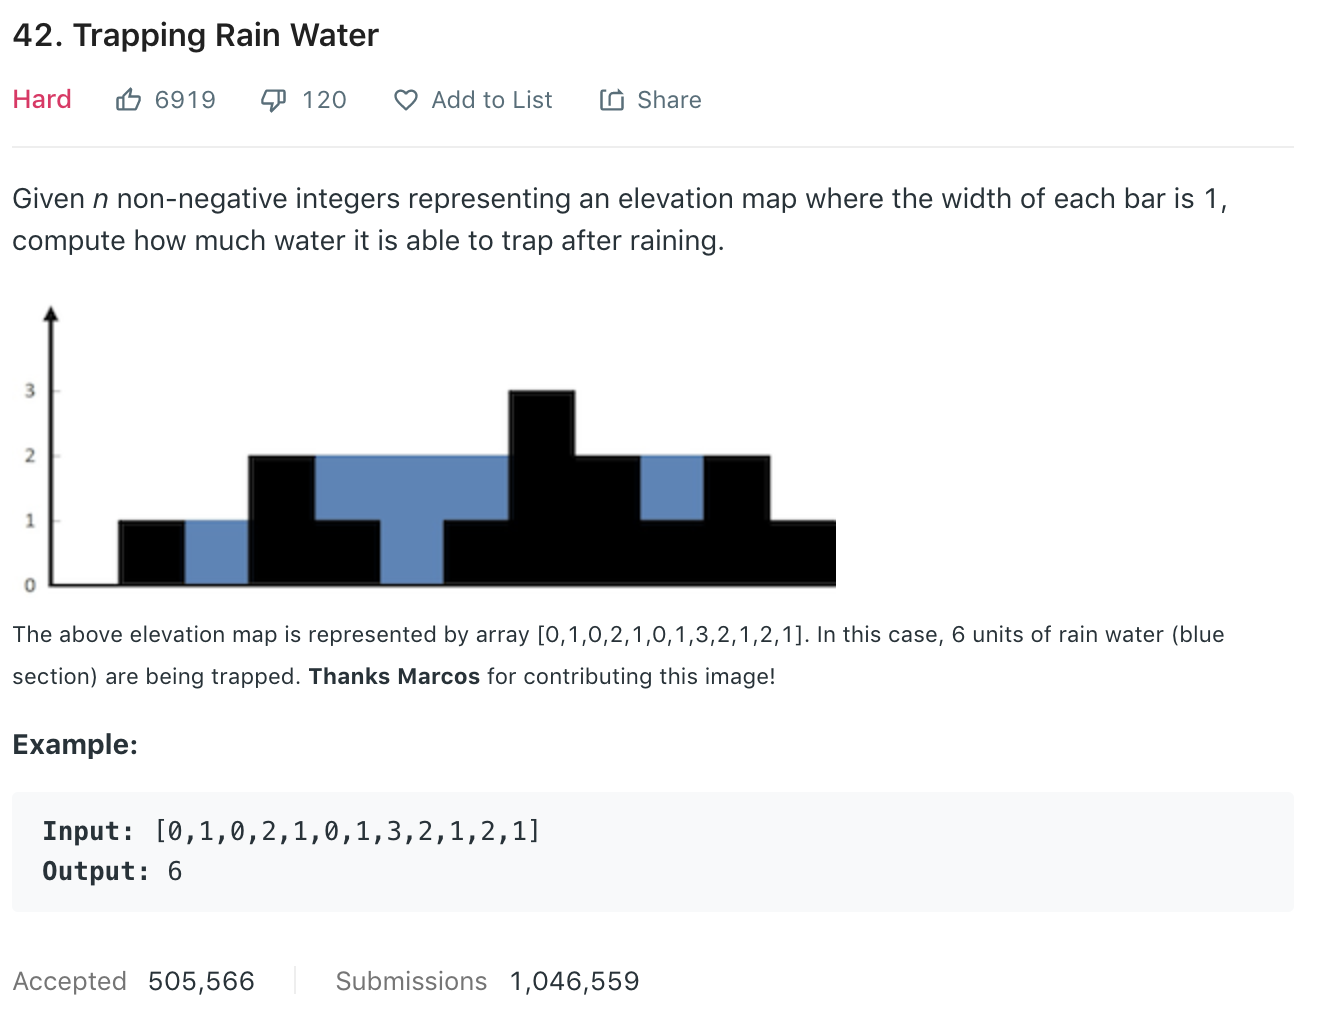 42. Trapping Rain Water
Hard 6919 120 Add to List Share
Given n non-negative integers representing an elevation map where the width of each bar is 1,
compute how much water it is able to trap after raining.
3
2
1
0
The above elevation map is represented by array [0,1,0,2,1,0,1,3,2,1,2,1]. In this case, 6 units of rain water (blue
section) are being trapped. Thanks Marcos for contributing this image!
Example:
Input: [0,1,0,2,1,0,1,3,2,1,2,1]
Output: 6
Accepted 505,566 Submissions 1,046,559